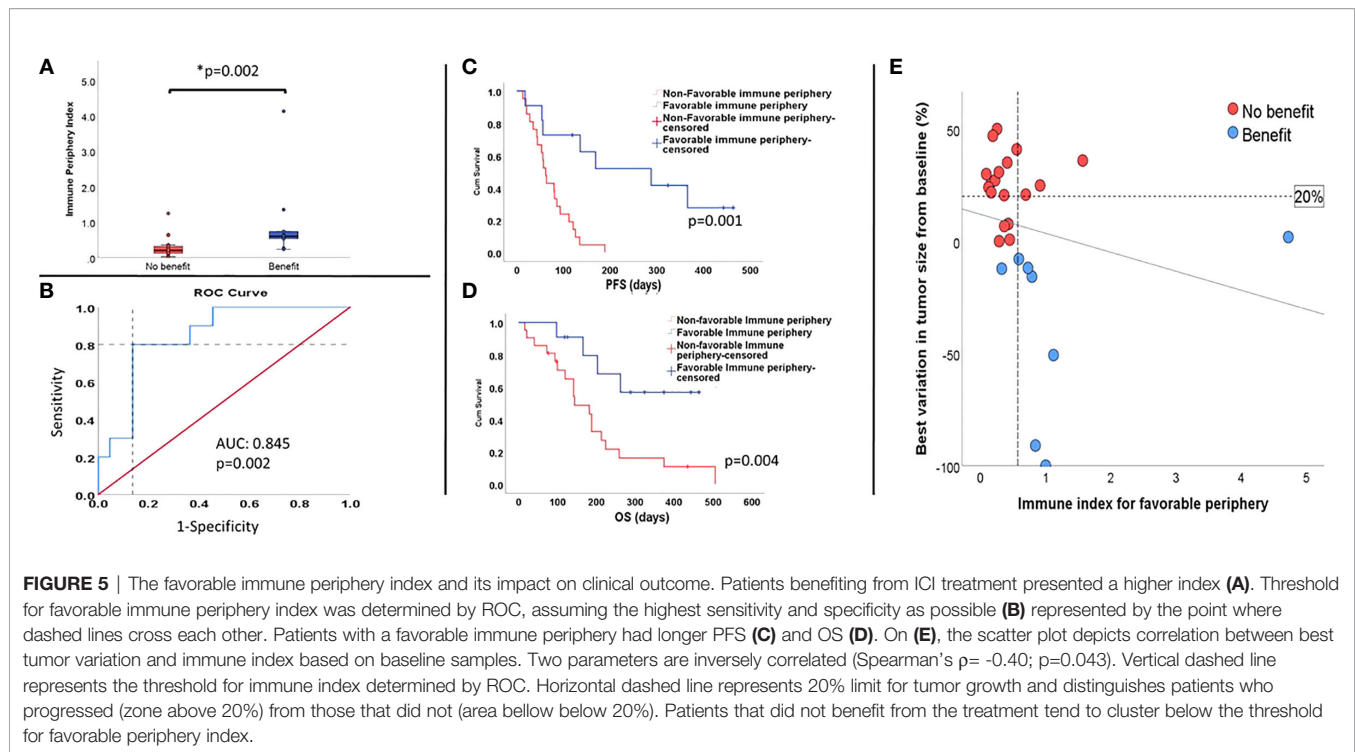 A
*p=0.002
Immune Periphery Index
5.0
4.0
3.0
2.0
1.0
.0
No benefit
Benefit
B
ROC Curve
Sensitivity
1.0
0.8
0.6
0.4
0.2
0.0
AUC: 0.845
p=0.002
0.0
0.2
0.4
0.6
0.8
1.0
1-Specificity
C
Non-Favorable immune periphery
Favorable immune periphery
Non-Favorable immune periphery-
censored
Favorable immune periphery-
censored
Cum Survival
1.0
0.8
0.6
0.4
0.2
0.0
p=0.001
0
100
200
300
400
500
PFS (days)
D
Non-favorable Immune periphery
Favorable Immune periphery
Non-favorable Immune
periphery-censored
Favorable Immune periphery-
censored
Cum Survival
1.0
0.8
0.6
0.4
0.2
0.0
p=0.004
0
100
200
300
400
500
600
OS (days)
E
No benefit
Benefit
Best variation in tumor size from baseline (%)
50
0
-50
-100
20%
0
1
2
3
4
5
Immune index for favorable periphery
FIGURE 5 | The favorable immune periphery index and its impact on clinical outcome. Patients benefiting from ICI treatment presented a higher index (A). Threshold
for favorable immune periphery index was determined by ROC, assuming the highest sensitivity and specificity as possible (B) represented by the point where
dashed lines cross each other. Patients with a favorable immune periphery had longer PFS (C) and OS (D). On (E), the scatter plot depicts correlation between best
tumor variation and immune index based on baseline samples. Two parameters are inversely correlated (Spearman's ρ= -0.40; p=0.043). Vertical dashed line
represents the threshold for immune index determined by ROC. Horizontal dashed line represents 20% limit for tumor growth and distinguishes patients who
progressed (zone above 20%) from those that did not (area bellow below 20%). Patients that did not benefit from the treatment tend to cluster below the threshold
for favorable periphery index.